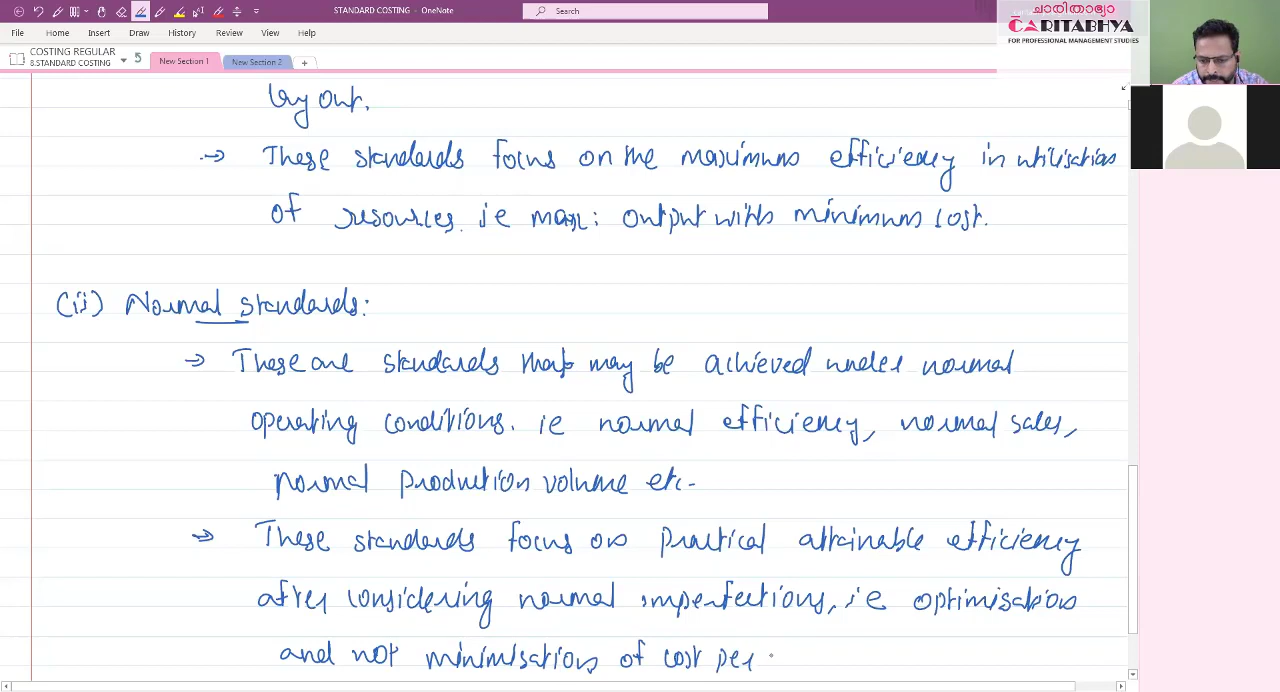 STANDARD COSTING - OneNote
Search
File Home Insert Draw History Review View Help
COSTING REGULAR
8.STANDARD COSTING
New Section 1 New Section 2 +
ചാരിതാഭ്യാ
CARITABHYA
FOR PROFESSIONAL MANAGEMENT STUDIES
lay out.
→ These standards focus on the maximum efficiency in utilisation
of resources. ie max: output with minimum cost.
(ii) Normal standards:
→ These are standards that may be achieved under normal
operating conditions. ie normal efficiency, normal sales,
normal production volume etc-
→ These standards focus on practical attainable efficiency
after considering normal imperfections, ie optimisation
and not minimisation of cost per